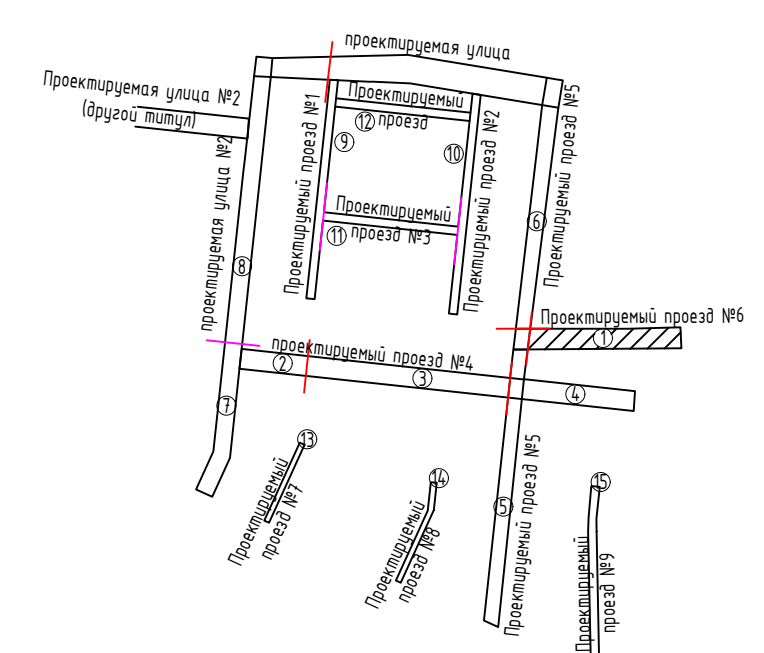 проектируемая улица
Проектируемая улица №2
(другой титул)
проектируемая улица №2
Проектируемый проезд №1
Проектируемый
проезд
12
9
10
Проектируемый проезд №2
Проектируемый проезд №5
6
Проектируемый
проезд №3
11
8
Проектируемый проезд №6
1
проектируемый проезд №4
2
3
4
7
13
Проектируемый
проезд №7
14
Проектируемый
проезд №8
5
Проектируемый проезд №5
15
Проектируемый
проезд №9